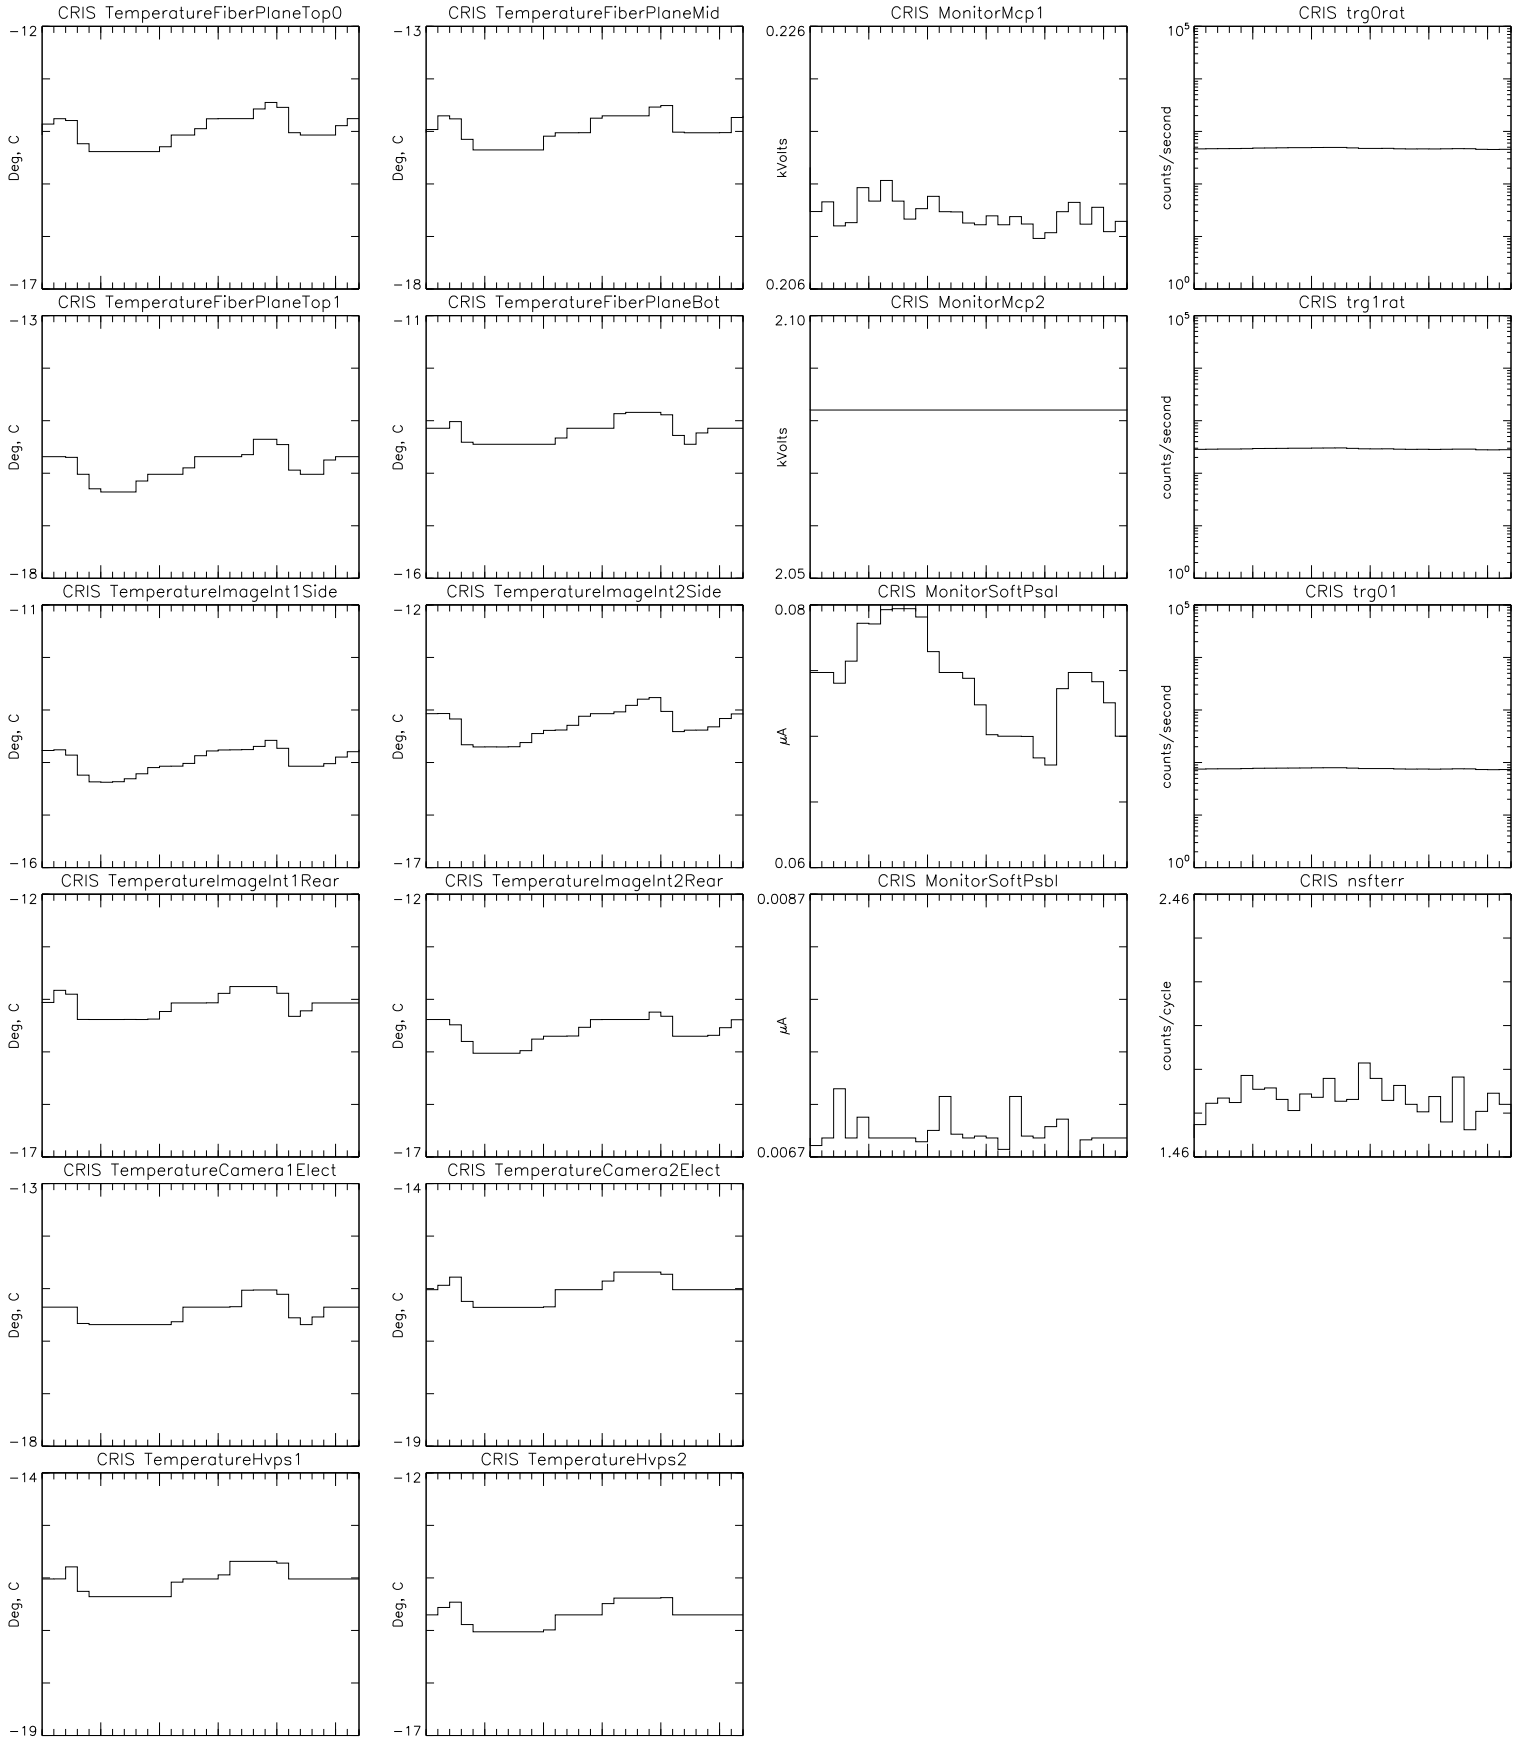 CRIS TemperatureFiberPlaneTop0
-12
Deg, C
-17
CRIS TemperatureFiberPlaneMid
-13
Deg, C
-18
CRIS MonitorMcp1
0.226
kVolts
0.206
CRIS trg0rat
10^5
counts/second
10^0
CRIS TemperatureFiberPlaneTop1
-13
Deg, C
-18
CRIS TemperatureFiberPlaneBot
-11
Deg, C
-16
CRIS MonitorMcp2
2.10
kVolts
2.05
CRIS trg1rat
10^5
counts/second
10^0
CRIS TemperatureImageInt1Side
-11
Deg, C
-16
CRIS TemperatureImageInt2Side
-12
Deg, C
-17
CRIS MonitorSoftPsaI
0.08
μA
0.06
CRIS trg01
10^5
counts/second
10^0
CRIS TemperatureImageInt1Rear
-12
Deg, C
-17
CRIS TemperatureImageInt2Rear
-12
Deg, C
-17
CRIS MonitorSoftPsbI
0.0087
μA
0.0067
CRIS nsfterr
2.46
counts/cycle
1.46
CRIS TemperatureCamera1Elect
-13
Deg, C
-18
CRIS TemperatureCamera2Elect
-14
Deg, C
-19
CRIS TemperatureHvps1
-14
Deg, C
-19
CRIS TemperatureHvps2
-12
Deg, C
-17